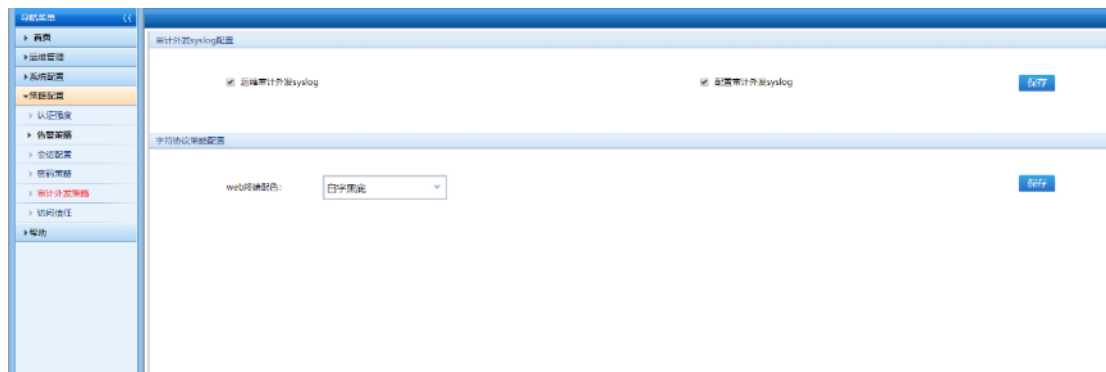 导航菜单
首页
运维管理
系统配置
策略配置
认证强度
告警策略
会话配置
密码策略
审计外发策略
访问信任
帮助
审计外发syslog配置
运维审计外发syslog
配置审计外发syslog
保存
字符协议策略配置
web终端配色:
白字黑底
保存